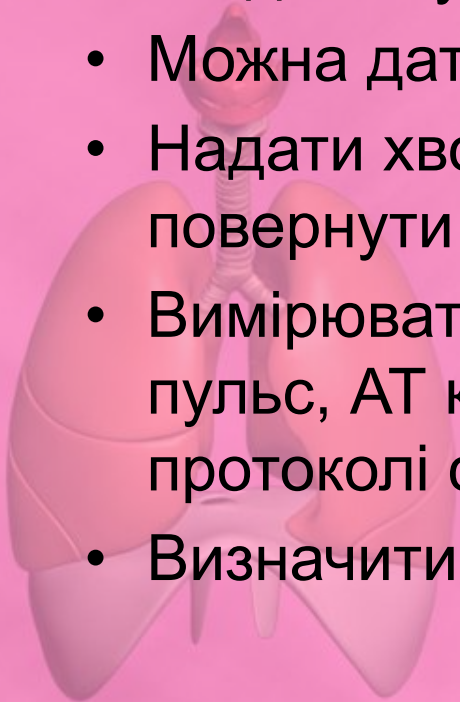 • Можна дат
• Надати хво
повернути
• Вимірюват
пульс, АТ к
протоколі
• Визначити